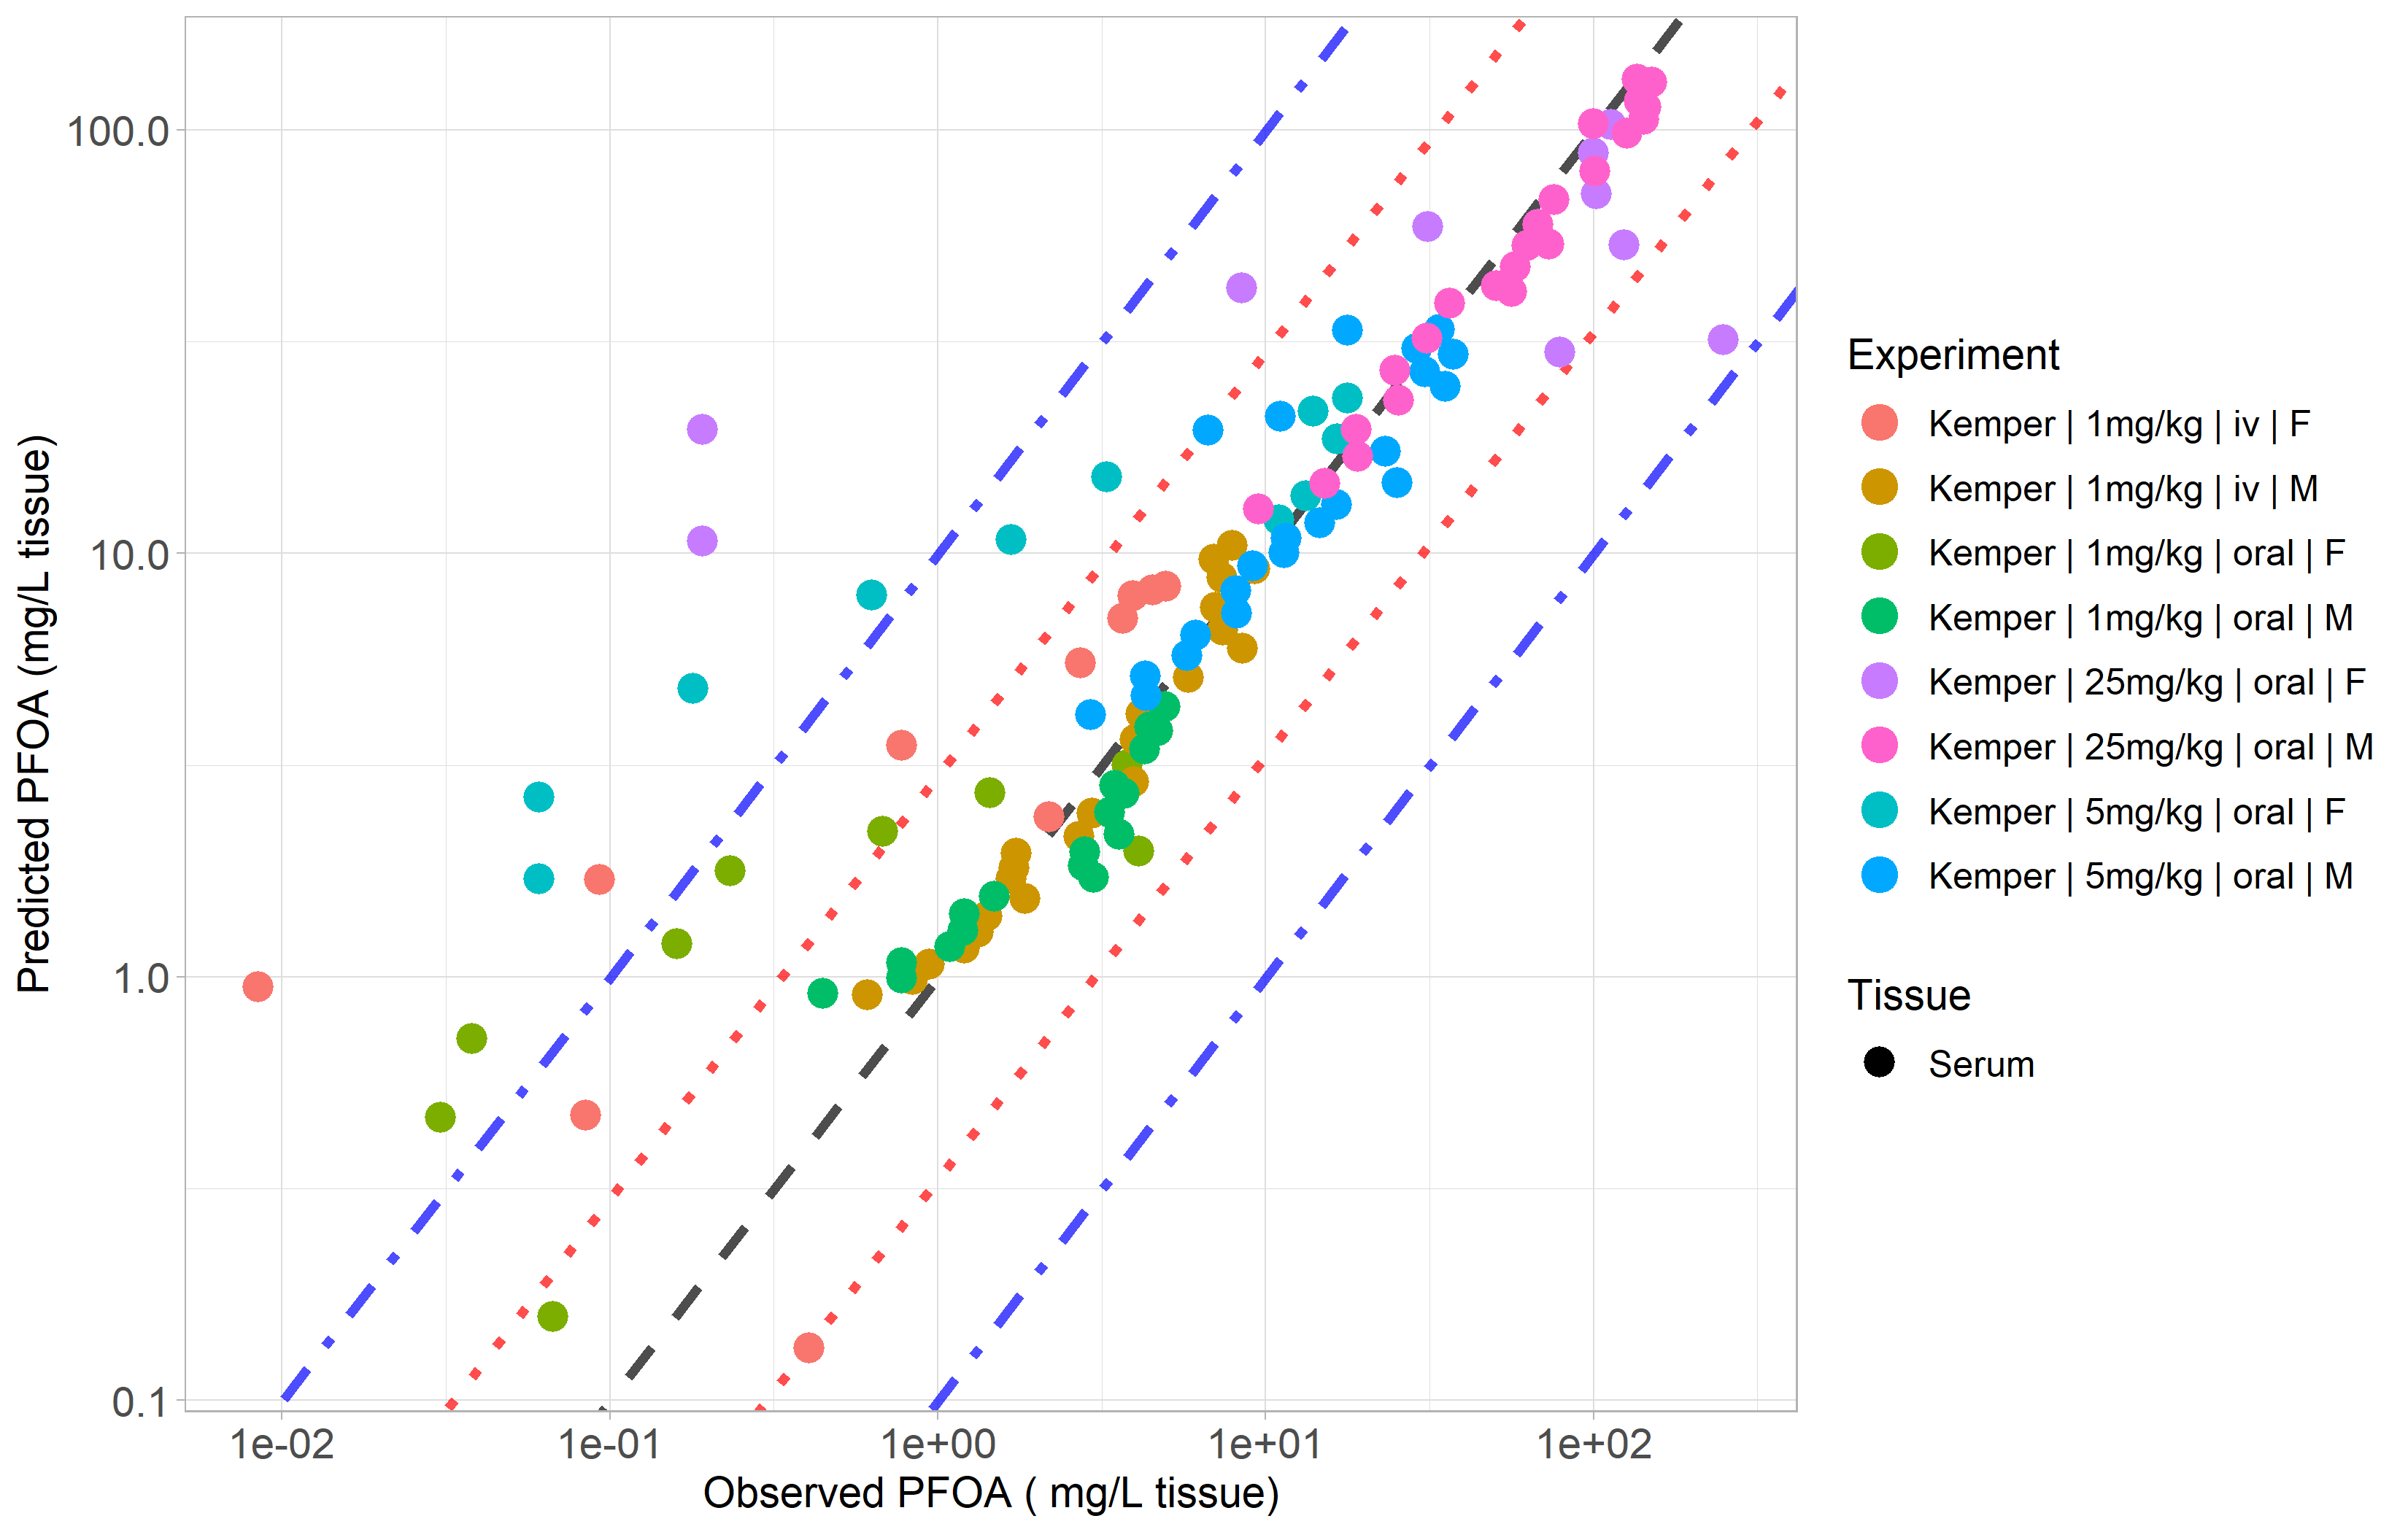 Predicted PFOA (mg/L tissue)
100.0
10.0
1.0
0.1
1e-02 1e-01 1e+00 1e+01 1e+02
Observed PFOA ( mg/L tissue)
Experiment
Kemper | 1mg/kg | iv | F
Kemper | 1mg/kg | iv | M
Kemper | 1mg/kg | oral | F
Kemper | 1mg/kg | oral | M
Kemper | 25mg/kg | oral | F
Kemper | 25mg/kg | oral | M
Kemper | 5mg/kg | oral | F
Kemper | 5mg/kg | oral | M
Tissue
Serum